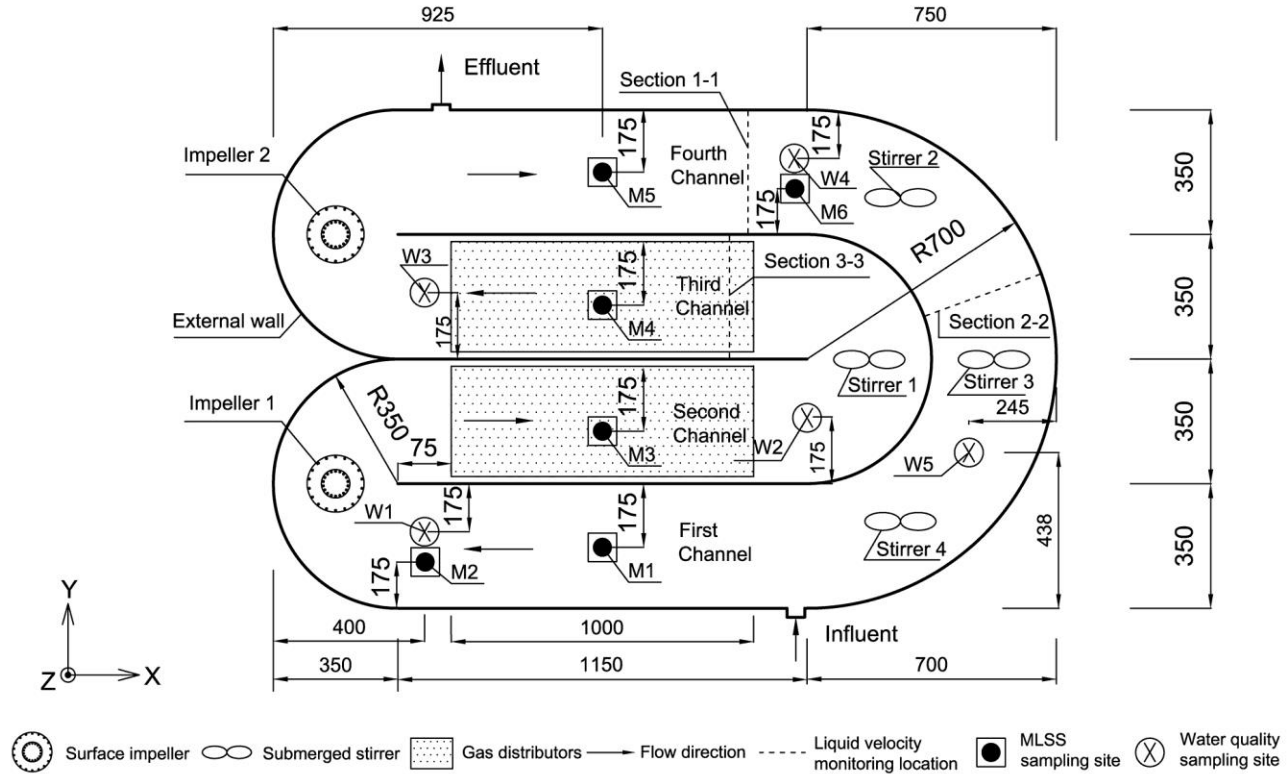 925
750
Effluent
Section 1-1
Impeller 2
175
Fourth
Channel
M5
175
W4
M6
175
Stirrer 2
350
R700
W3
175
Third
Channel
Section 3-3
M4
175
350
External wall
Section 2-2
Impeller 1
R350
75
175
Second
Channel
M3
W2
175
Stirrer 1
Stirrer 3
245
350
W5
W1
175
175
First
Channel
M2
M1
175
Stirrer 4
438
350
Y
Z
X
400
1000
Influent
350
1150
700
Surface impeller
Submerged stirrer
Gas distributors
Flow direction
Liquid velocity
monitoring location
MLSS
sampling site
Water quality
sampling site